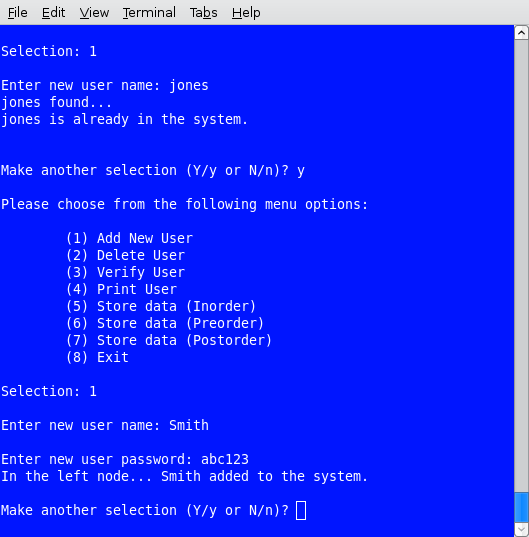 File Edit View Terminal Tabs Help
Selection: 1
Enter new user name: jones
jones found...
jones is already in the system.
Make another selection (Y/y or N/n)? y
Please choose from the following menu options:
(1) Add New User
(2) Delete User
(3) Verify User
(4) Print User
(5) Store data (Inorder)
(6) Store data (Preorder)
(7) Store data (Postorder)
(8) Exit
Selection: 1
Enter new user name: Smith
Enter new user password: abc123
In the left node... Smith added to the system.
Make another selection (Y/y or N/n)?